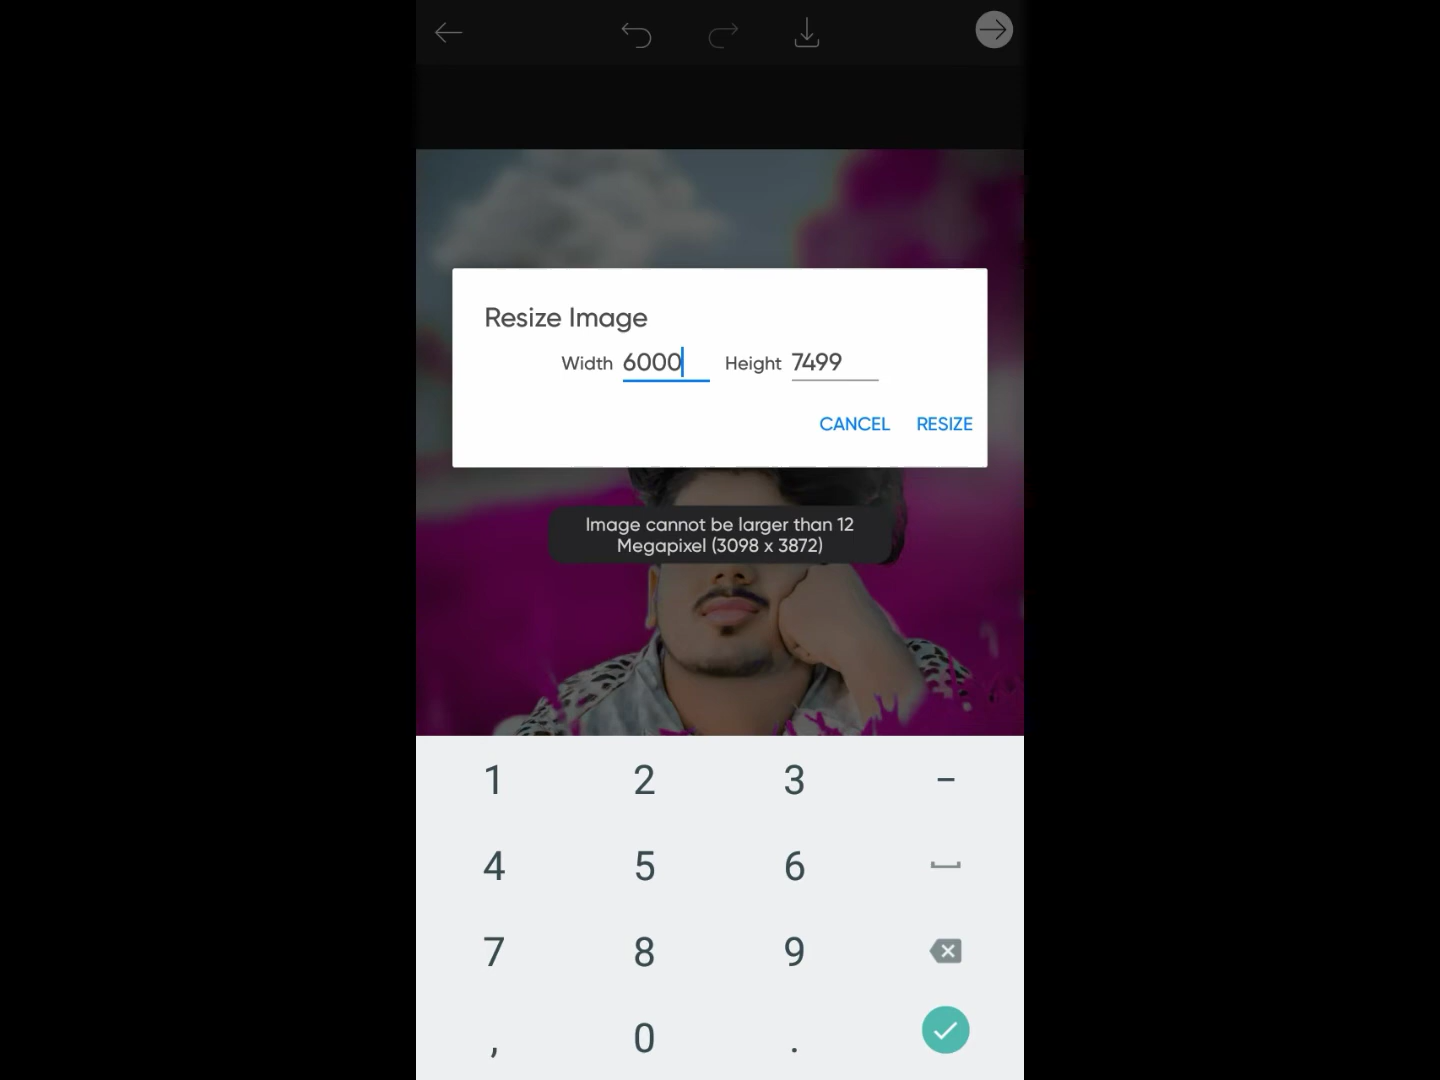 Resize Image
Width 6000 Height 7499
CANCEL RESIZE
Image cannot be larger than 12
Megapixel (3098 x 3872)
1 2 3 -
4 5 6
7 8 9
, 0 .